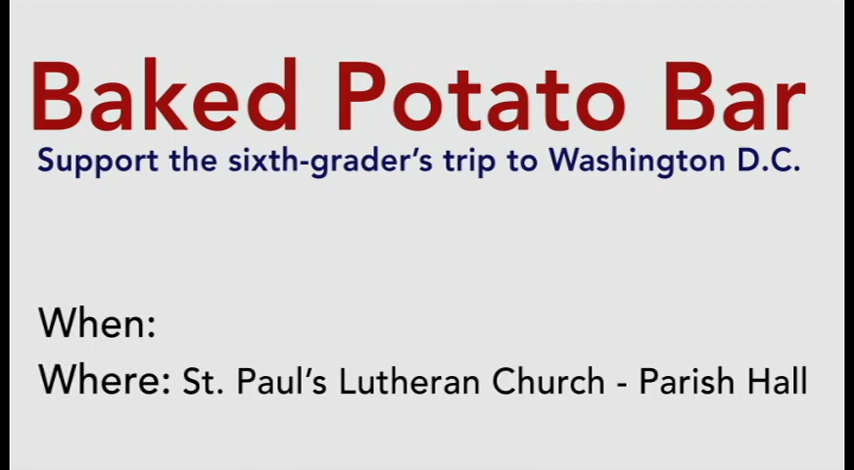 Baked Potato Bar
Support the sixth-grader's trip to Washington D.C.
When:
Where: St. Paul's Lutheran Church - Parish Hall